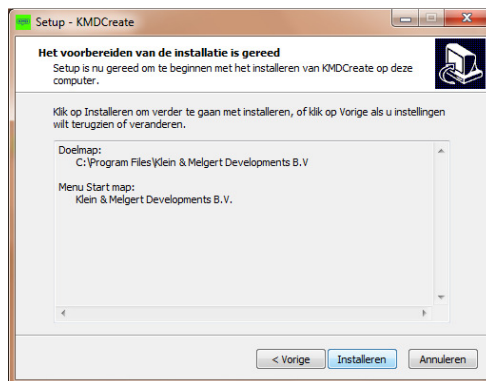 Setup - KMDCreate
Het voorbereiden van de installatie is gereed
Setup is nu gereed om te beginnen met het installeren van KMDCreate op deze
computer.
Klik op Installeren om verder te gaan met installeren, of klik op Vorige als u instellingen
wilt terugzien of veranderen.
Doelmap:
C:\Program Files\Klein & Melgert Developments B.V
Menu Start map:
Klein & Melgert Developments B.V.
< Vorige
Installeren
Annuleren